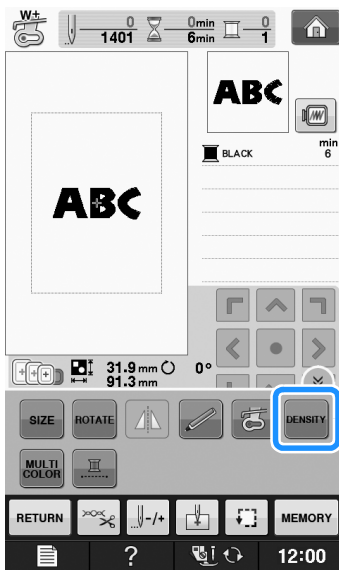 W±
0
1401
0min
6min
0
1
ABC
min
BLACK 6
ABC
31.9 mm 0°
91.3 mm
SIZE ROTATE DENSITY
MULTI
COLOR
RETURN -/+ MEMORY
? 12:00